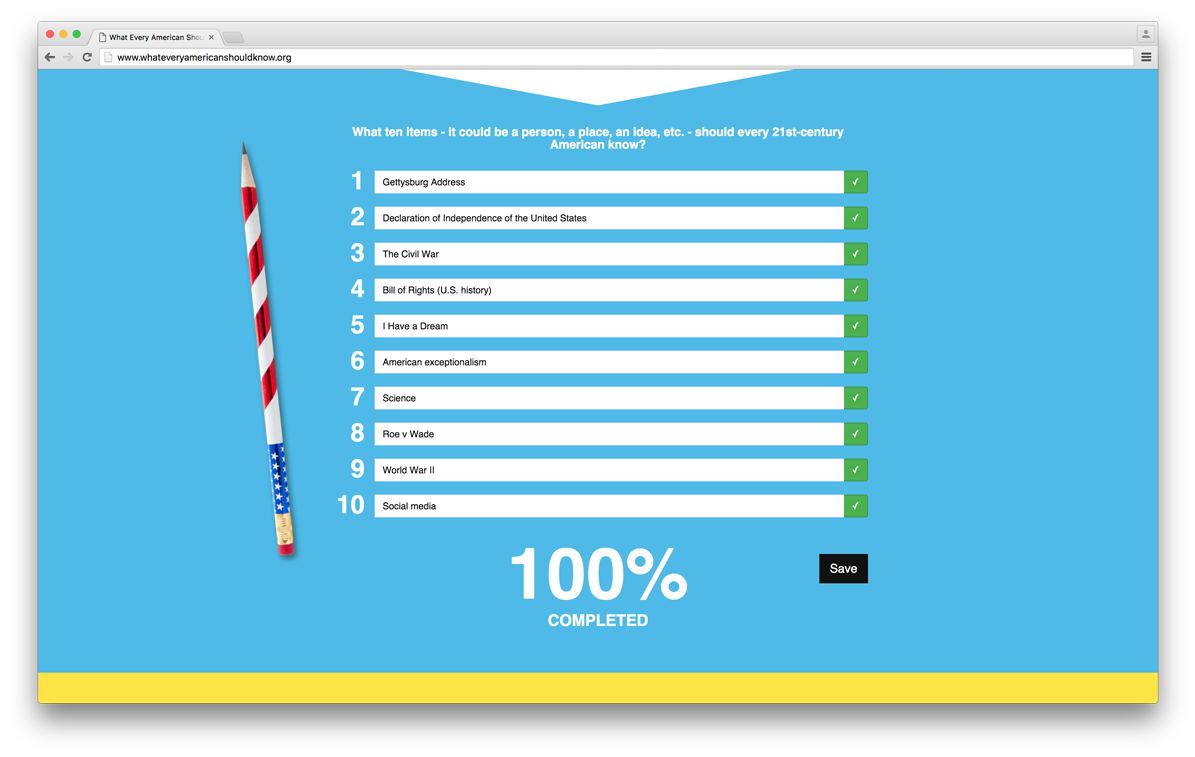 What Every American Shou
www.whateveryamericanshouldknow.org
What ten items - it could be a person, a place, an idea, etc. - should every 21st-century
American know?
1 Gettysburg Address ✓
2 Declaration of Independence of the United States ✓
3 The Civil War ✓
4 Bill of Rights (U.S. history) ✓
5 I Have a Dream ✓
6 American exceptionalism ✓
7 Science ✓
8 Roe v Wade ✓
9 World War II ✓
10 Social media ✓
100%
Save
COMPLETED